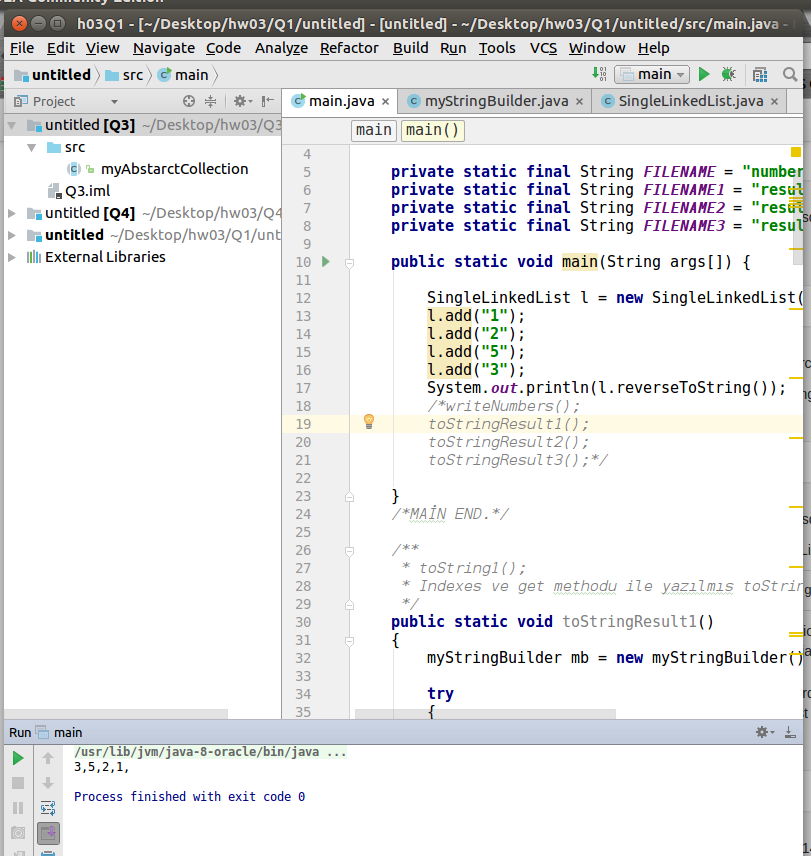 Community Edition
h03Q1 - [~/Desktop/hw03/Q1/untitled] - [untitled] - ~/Desktop/hw03/Q1/untitled/src/main.java -
File Edit View Navigate Code Analyze Refactor Build Run Tools VCS Window Help
untitled src main main
Project main.java × myStringBuilder.java × SingleLinkedList.java ×
untitled [Q3] ~/Desktop/hw03/Q3
src
myAbstarctCollection
Q3.iml
untitled [Q4] ~/Desktop/hw03/Q4
untitled ~/Desktop/hw03/Q1/unt
External Libraries
main main()
4
5 private static final String FILENAME = "number
6 private static final String FILENAME1 = "resul
7 private static final String FILENAME2 = "resul
8 private static final String FILENAME3 = "resul
9
10 public static void main(String args[]) {
11
12 SingleLinkedList l = new SingleLinkedList(
13 l.add("1");
14 l.add("2");
15 l.add("5");
16 l.add("3");
17 System.out.println(l.reverseToString());
18 /*writeNumbers();
19 toStringResult1();
20 toStringResult2();
21 toStringResult3();*/
22
23 }
24 /*MAİN END.*/
25
26 /**
27 * toString1();
28 * Indexes ve get methodu ile yazılmıs toStrin
29 */
30 public static void toStringResult1()
31 {
32 myStringBuilder mb = new myStringBuilder()
33
34 try
35 {
Run main
/usr/lib/jvm/java-8-oracle/bin/java ...
3,5,2,1,
Process finished with exit code 0